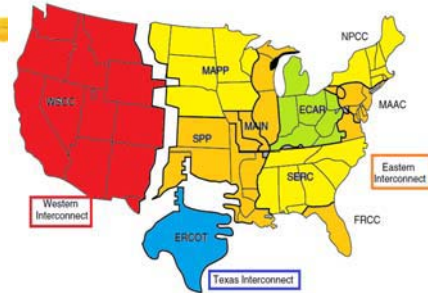 NPCC
MAPP
WSCC
ECAR
MAAC
MAIN
SPP
SERC
Eastern
Interconnect
Western
Interconnect
FRCC
ERCOT
Texas Interconnect